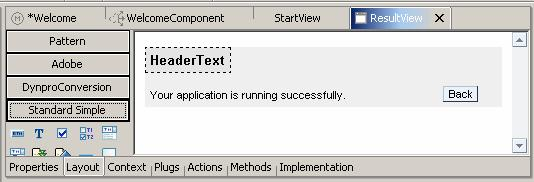 *Welcome WelcomeComponent StartView ResultView
Pattern
Adobe
DynproConversion
Standard Simple
HeaderText
Your application is running successfully. Back
Properties Layout Context Plugs Actions Methods Implementation